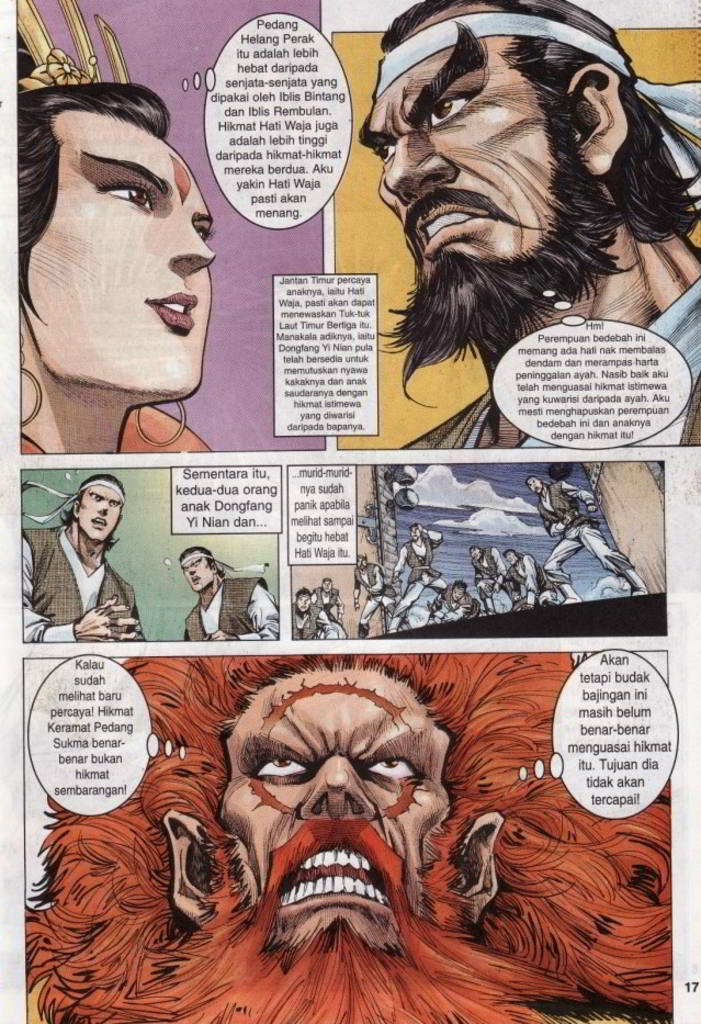 Pedang
Helang Perak
itu adalah lebih
hebat daripada
senjata-senjata yang
dipakai oleh Iblis Bintang
dan Iblis Rembulan.
Hikmat Hati Waja juga
adalah lebih tinggi
daripada hikmat-hikmat
mereka berdua. Aku
yakin Hati Waja
pasti akan
menang.
Jantan Timur percaya
anaknya, iaitu Hati
Waja, pasti akan dapat
menewaskan Tuk-tuk
Laut Timur Bertiga itu.
Manakala adiknya, iaitu
Dongfang Yi Nian pula
telah bersedia untuk
memutuskan nyawa
kakaknya dan anak
saudaranya dengan
hikmat istimewa
yang diwarisi
daripada bapanya.
Hm!
Perempuan bedebah ini
memang ada hati nak membalas
dendam dan merampas harta
peninggalan ayah. Nasib baik aku
telah menguasai hikmat istimewa
yang kuwarisi daripada ayah. Aku
mesti menghapuskan perempuan
bedebah ini dan anaknya
dengan hikmat itu!
Sementara itu,
kedua-dua orang
anak Dongfang
Yi Nian dan...
...murid-murid-
nya sudah
panik apabila
melihat sampai
begitu hebat
Hati Waja itu.
Kalau
sudah
melihat baru
percaya! Hikmat
Keramat Pedang
Sukma benar-
benar bukan
hikmat
sembarangan!
Akan
tetapi budak
bajingan ini
masih belum
benar-benar
menguasai hikmat
itu. Tujuan dia
tidak akan
tercapai!
17